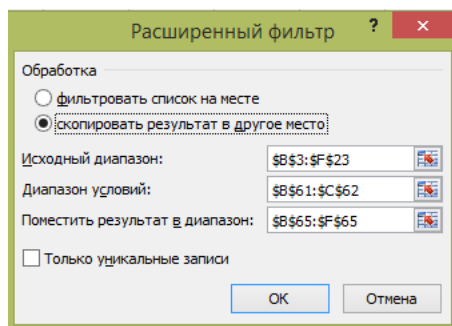 Расширенный фильтр ? ×
Обработка
фильтровать список на месте
скопировать результат в другое место
Исходный диапазон: $B$3:$F$23
Диапазон условий: $B$61:$C$62
Поместить результат в диапазон: $B$65:$F$65
Только уникальные записи
ОК Отмена